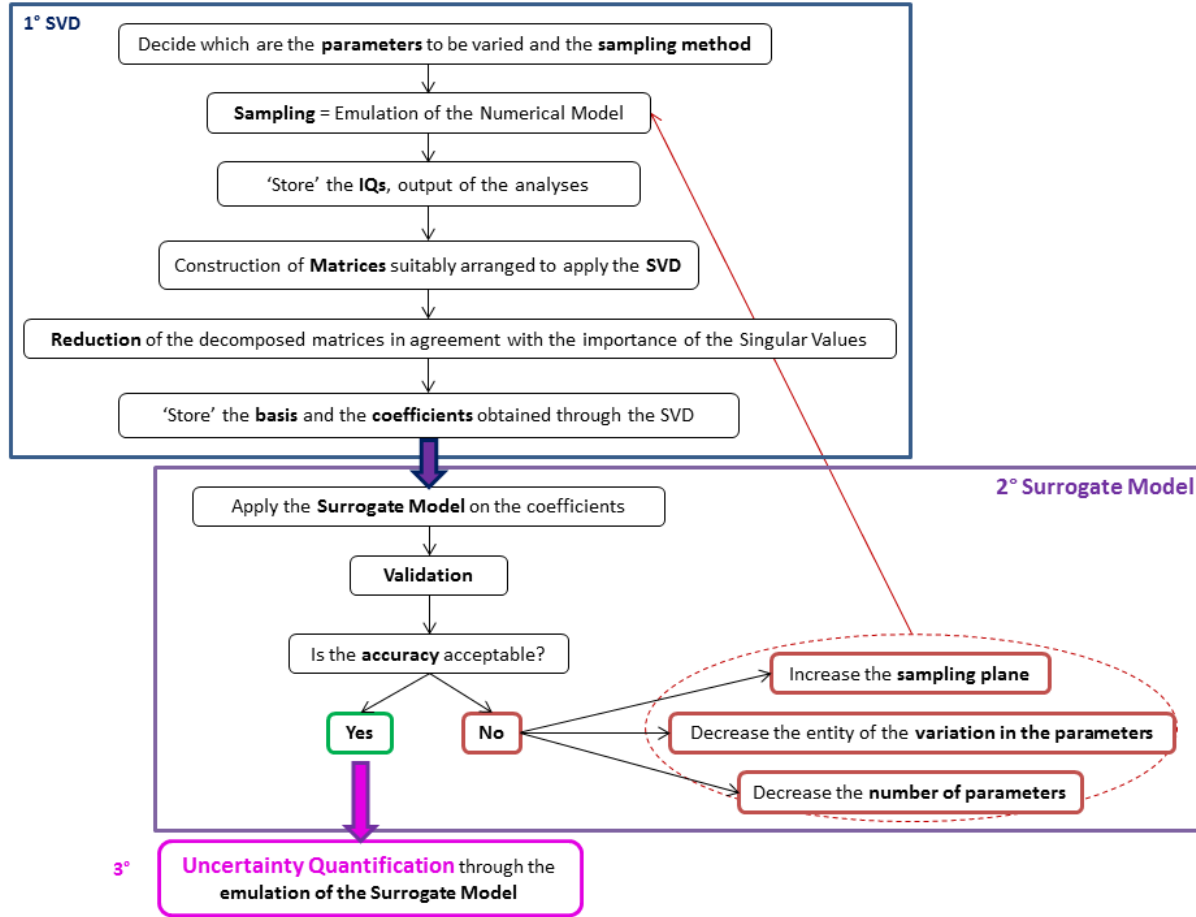 1° SVD
Decide which are the parameters to be varied and the sampling method
Sampling = Emulation of the Numerical Model
‘Store’ the IQs, output of the analyses
Construction of Matrices suitably arranged to apply the SVD
Reduction of the decomposed matrices in agreement with the importance of the Singular Values
‘Store’ the basis and the coefficients obtained through the SVD
2° Surrogate Model
Apply the Surrogate Model on the coefficients
Validation
Is the accuracy acceptable?
Yes
No
Increase the sampling plane
Decrease the entity of the variation in the parameters
Decrease the number of parameters
3°
Uncertainty Quantification through the
emulation of the Surrogate Model